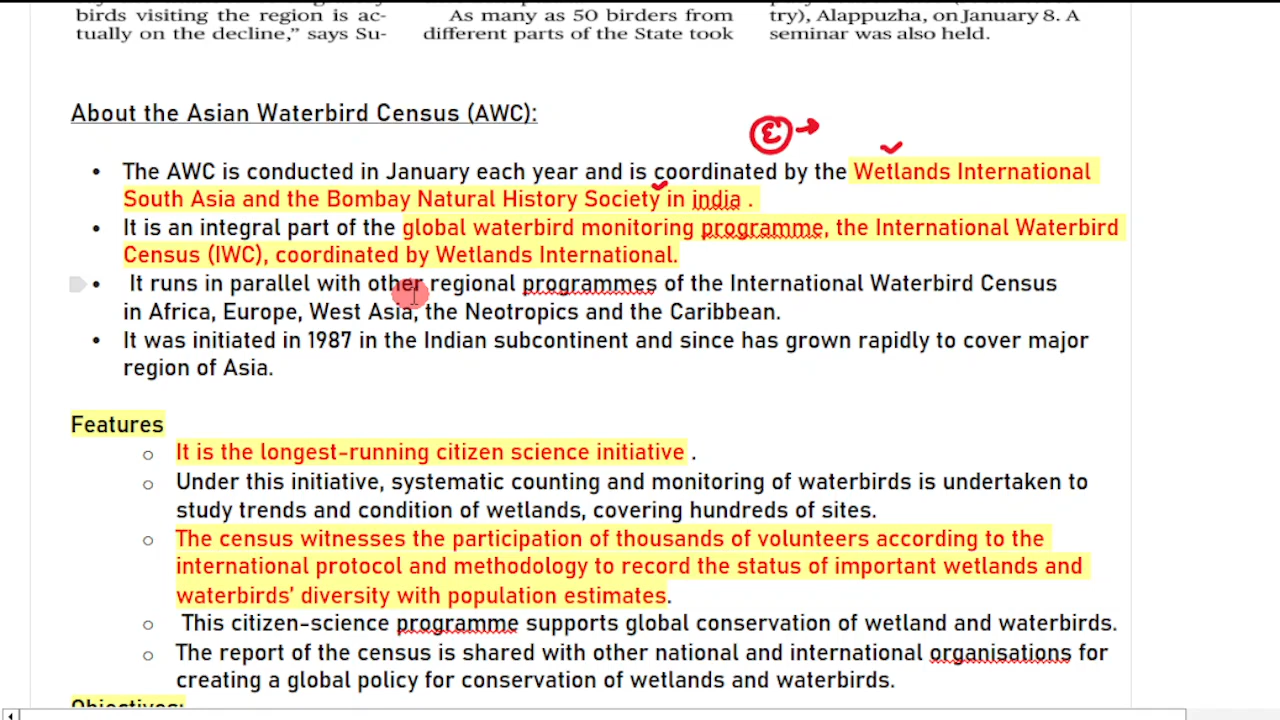 birds visiting the region is ac-
tually on the decline,” says Su-
As many as 50 birders from
different parts of the State took
try), Alappuzha, on January 8. A
seminar was also held.
About the Asian Waterbird Census (AWC):
• The AWC is conducted in January each year and is coordinated by the Wetlands International
South Asia and the Bombay Natural History Society in india .
• It is an integral part of the global waterbird monitoring programme, the International Waterbird
Census (IWC), coordinated by Wetlands International.
• It runs in parallel with other regional programmes of the International Waterbird Census
in Africa, Europe, West Asia, the Neotropics and the Caribbean.
• It was initiated in 1987 in the Indian subcontinent and since has grown rapidly to cover major
region of Asia.
Features
o It is the longest-running citizen science initiative .
o Under this initiative, systematic counting and monitoring of waterbirds is undertaken to
study trends and condition of wetlands, covering hundreds of sites.
o The census witnesses the participation of thousands of volunteers according to the
international protocol and methodology to record the status of important wetlands and
waterbirds’ diversity with population estimates.
o This citizen-science programme supports global conservation of wetland and waterbirds.
o The report of the census is shared with other national and international organisations for
creating a global policy for conservation of wetlands and waterbirds.
Objectives: